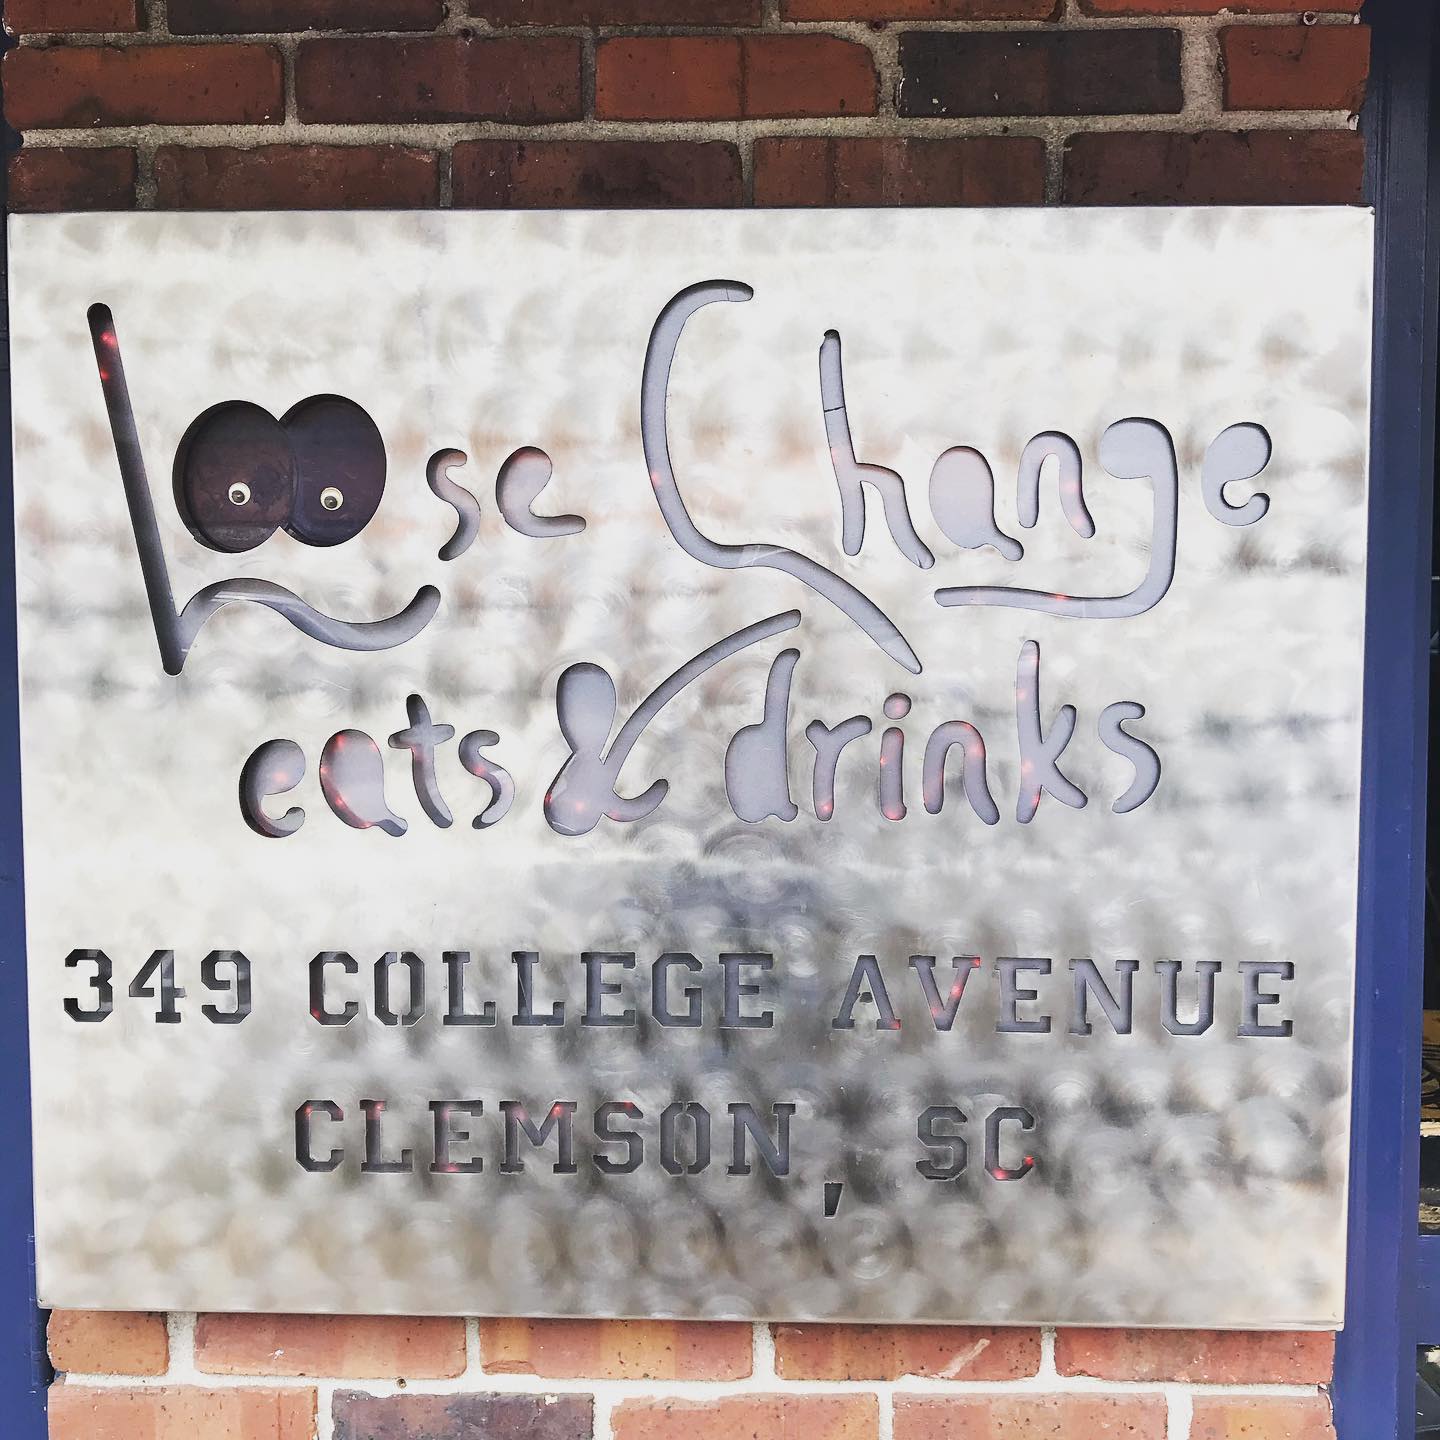 Loose Change
eats & drinks
349 COLLEGE AVENUE
CLEMSON, SC